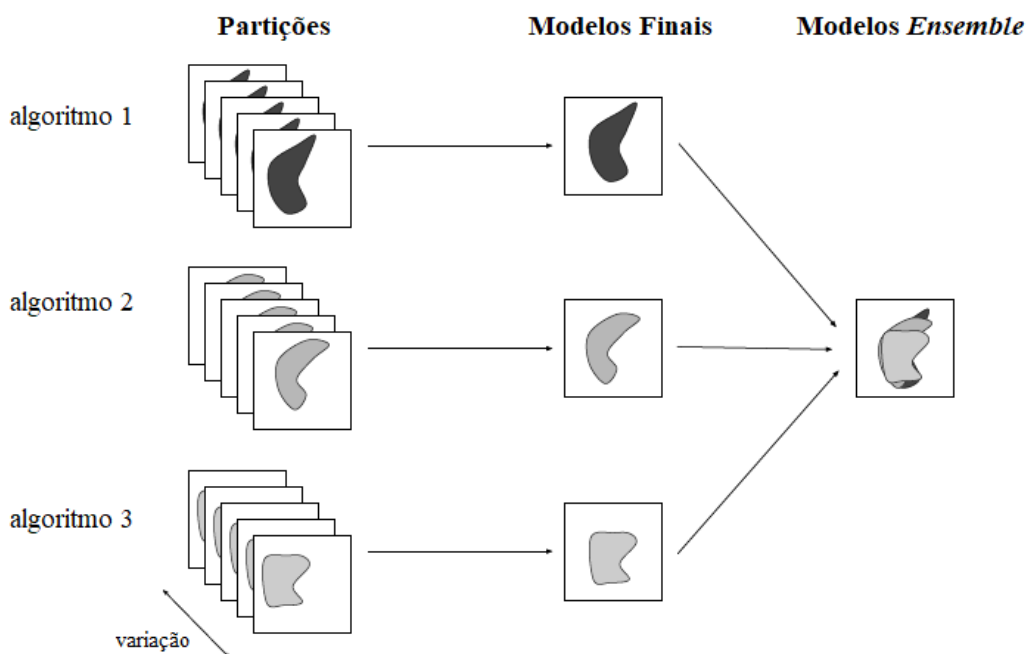 Partições
Modelos Finais
Modelos Ensemble
algoritmo 1
algoritmo 2
algoritmo 3
variação